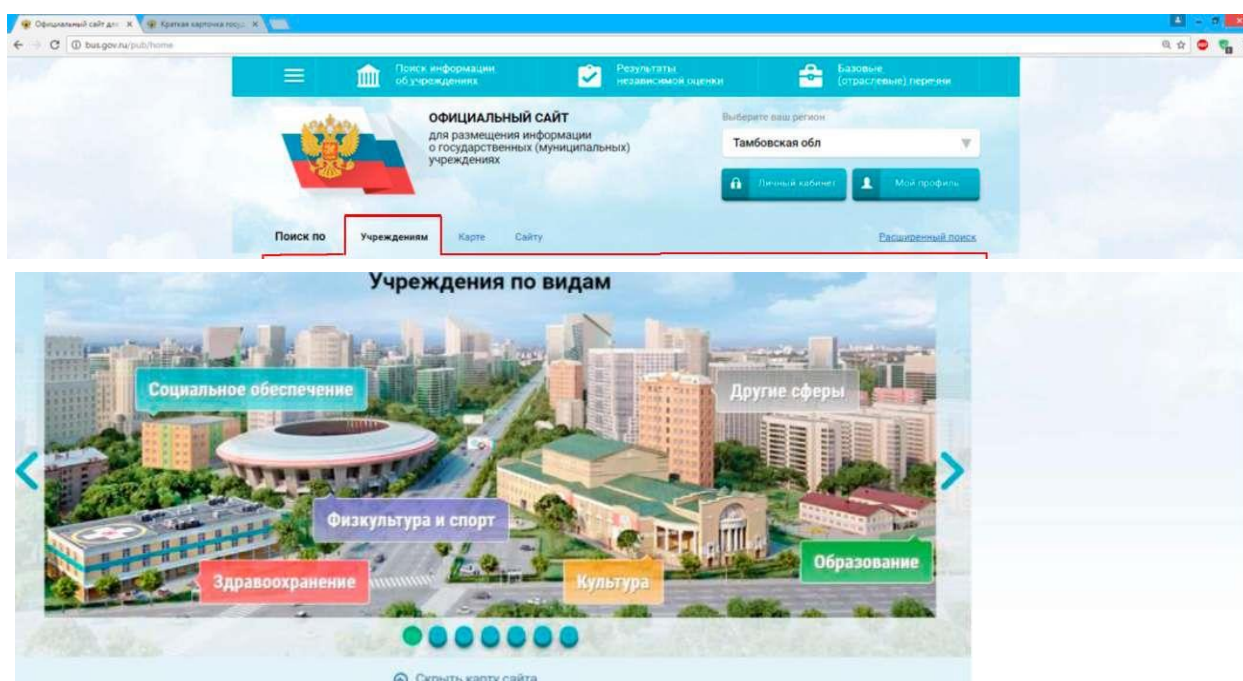 Официальный сайт для
Краткая карточка госу
bus.gov.ru/pub/home
Поиск информации
об учреждениях
Результаты
независимой оценки
Базовые
(отраслевые) перечни
ОФИЦИАЛЬНЫЙ САЙТ
для размещения информации
о государственных (муниципальных)
учреждениях
Выберите ваш регион
Тамбовская обл
Личный кабинет
Мой профиль
Поиск по
Учреждениям
Карте
Сайту
Расширенный поиск
Учреждения по видам
Социальное обеспечение
Другие сферы
Физкультура и спорт
Образование
Здравоохранение
Культура
Скрыть карту сайта